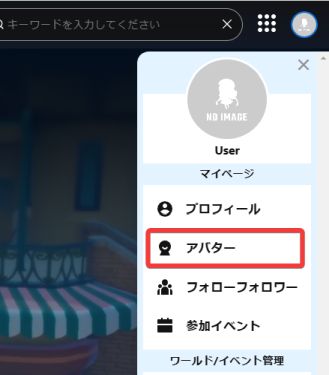 キーワードを入力してください
NO IMAGE
User
マイページ
プロフィール
アバター
フォローフォロワー
参加イベント
ワールド/イベント管理